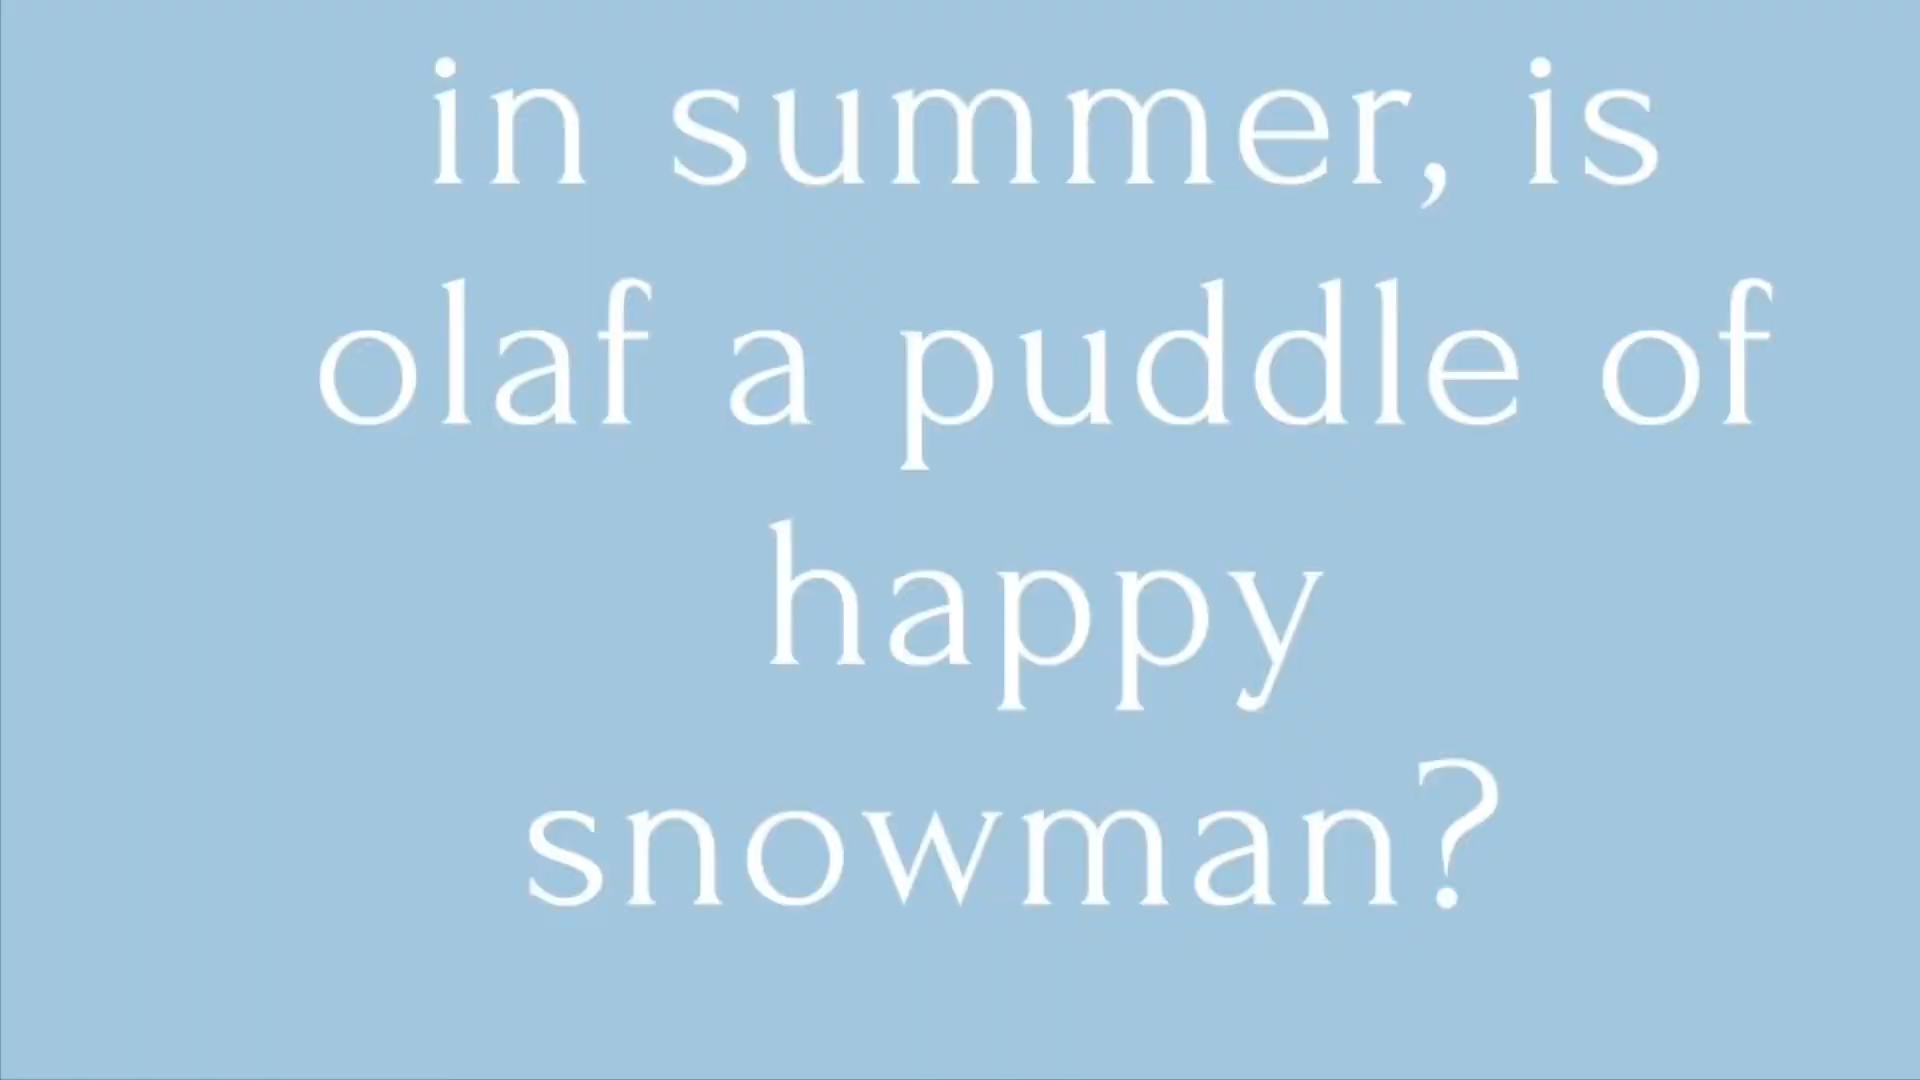 in summer, is
olaf a puddle of
happy
snowman?